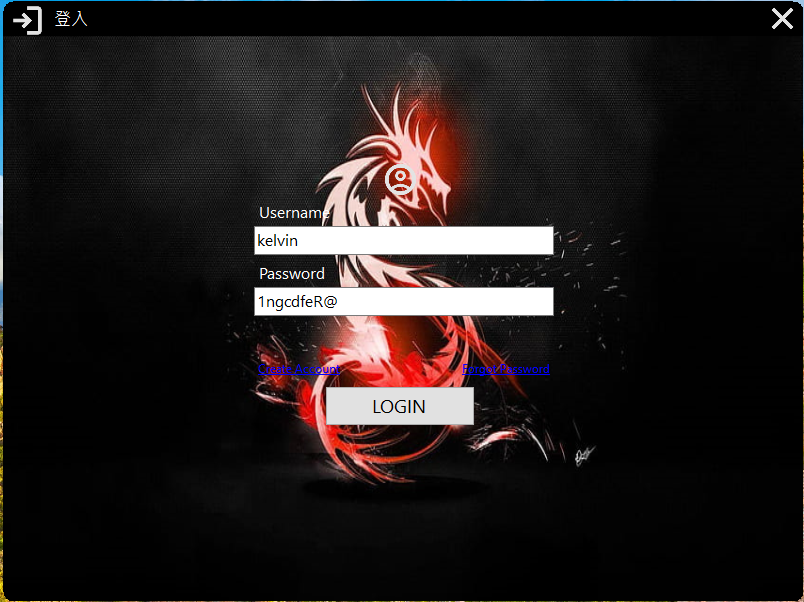 登入
Username
kelvin
Password
1ngcdfeR@
Create Account
Forgot Password
LOGIN